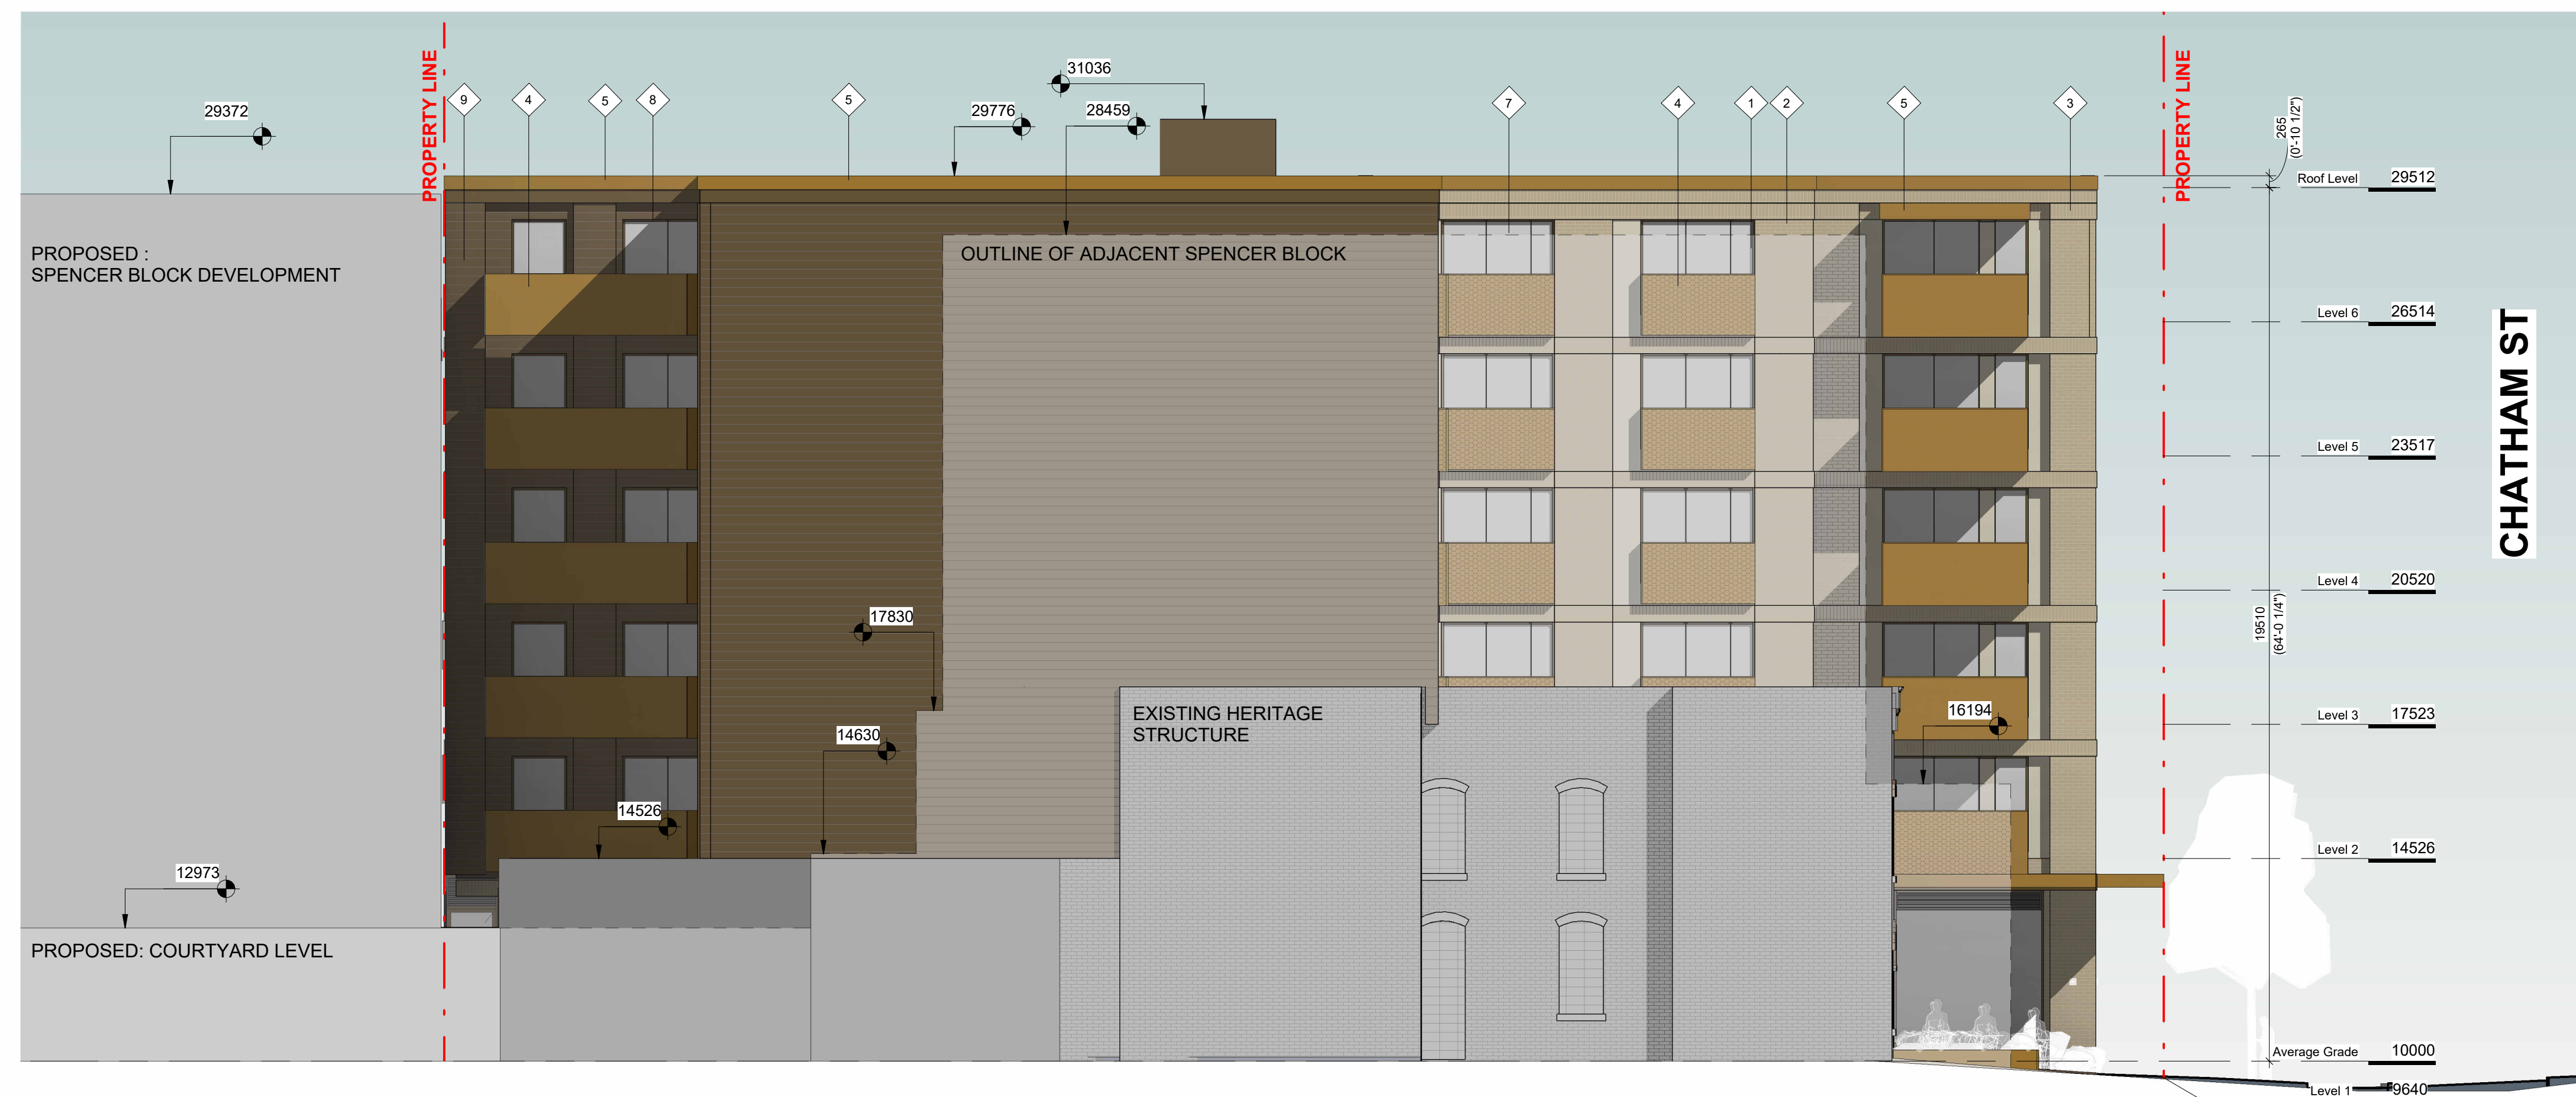 PROPERTY LINE
PROPERTY LINE
31036
29372
9
4
5
8
5
29776
28459
7
4
1
2
5
3
265
(0'-10 1/2")
Roof Level 29512
PROPOSED :
SPENCER BLOCK DEVELOPMENT
OUTLINE OF ADJACENT SPENCER BLOCK
Level 6 26514
CHATHAM ST
Level 5 23517
Level 4 20520
17830
19510
(64'-0 1/4")
EXISTING HERITAGE
STRUCTURE
16194
Level 3 17523
14630
14526
Level 2 14526
12973
PROPOSED: COURTYARD LEVEL
Average Grade 10000
Level 1 9640